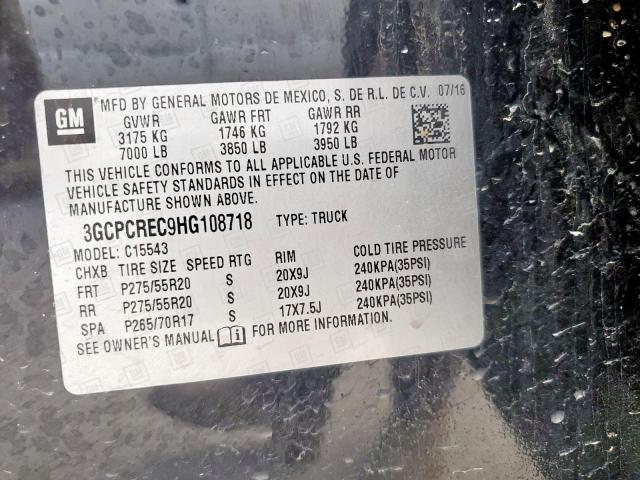 GM MFD BY GENERAL MOTORS DE MEXICO, S. DE R.L. DE C.V. 07/16
GVWR GAWR FRT GAWR RR
3175 KG 1746 KG 1792 KG
7000 LB 3850 LB 3950 LB
THIS VEHICLE CONFORMS TO ALL APPLICABLE U.S. FEDERAL MOTOR
VEHICLE SAFETY STANDARDS IN EFFECT ON THE DATE OF
MANUFACTURE SHOWN ABOVE.
3GCPCREC9HG108718 TYPE: TRUCK
MODEL: C15543
CHXB TIRE SIZE SPEED RTG RIM COLD TIRE PRESSURE
FRT P275/55R20 S 20X9J 240KPA(35PSI)
RR P275/55R20 S 20X9J 240KPA(35PSI)
SPA P265/70R17 S 17X7.5J 240KPA(35PSI)
SEE OWNER'S MANUAL FOR MORE INFORMATION.